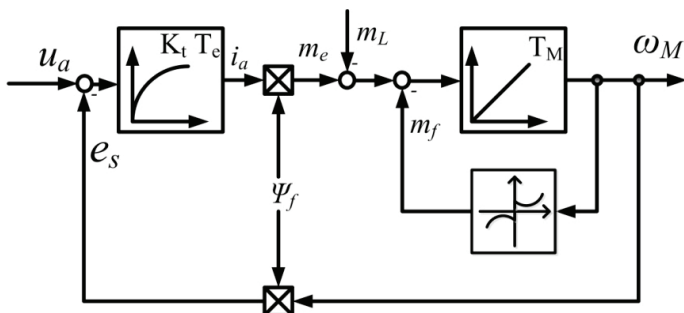 u_a
K_t T_e
i_a
m_e
m_L
T_M
ω_M
-
-
-
e_s
m_f
Ψ_f